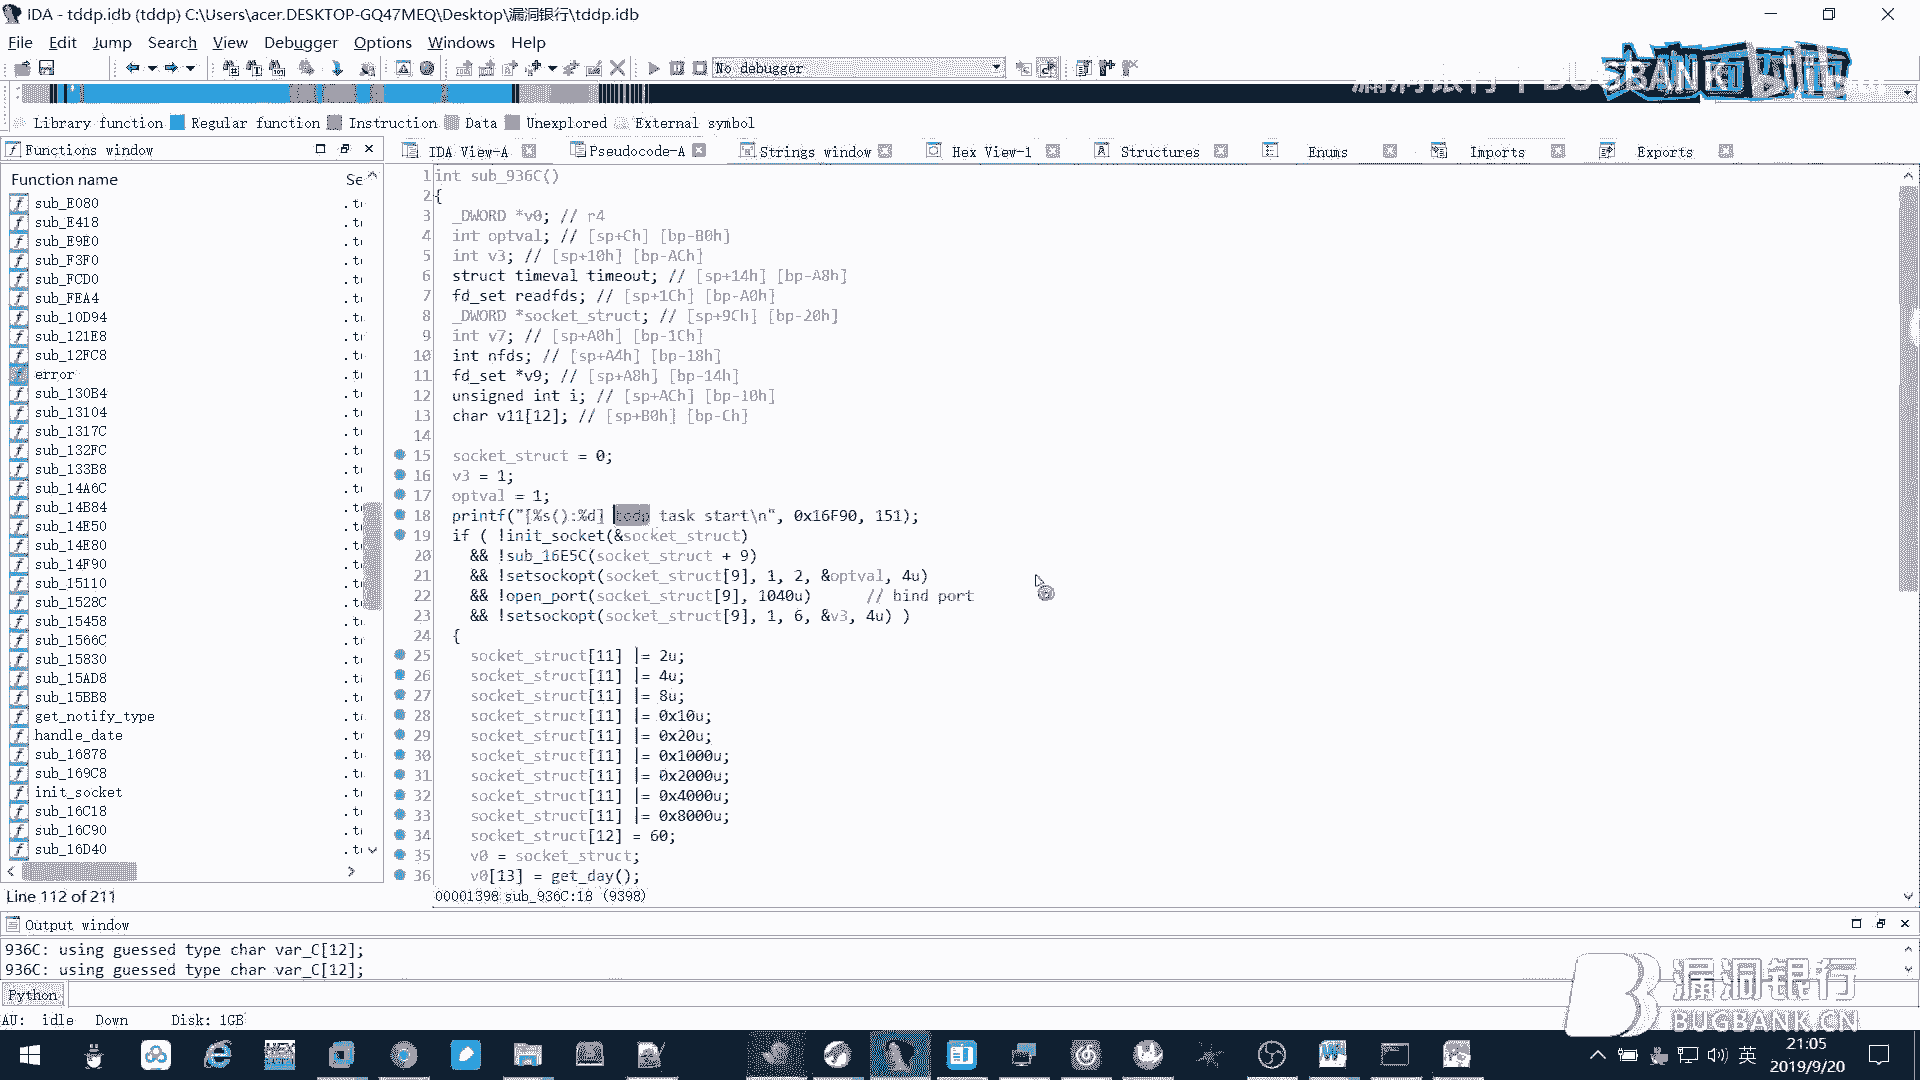 IDA - tddp.idb (tddp) C:\Users\acer.DESKTOP-GQ47MEQ\Desktop\漏洞银行\tddp.idb
File Edit Jump Search View Debugger Options Windows Help
No debugger
Library function Regular function Instruction Data Unexplored External symbol
Functions window
IDA View-A Pseudocode-A Strings window Hex View-1 Structures Enums Imports Exports
Function name
sub_E080
sub_E418
sub_E9E0
sub_F3F0
sub_FCD0
sub_FEA4
sub_10D94
sub_121E8
sub_12FC8
error
sub_130B4
sub_13104
sub_1317C
sub_132FC
sub_133B8
sub_14A6C
sub_14B84
sub_14E50
sub_14E80
sub_14F90
sub_15110
sub_1528C
sub_15458
sub_1566C
sub_15830
sub_15AD8
sub_15BB8
get_notify_type
handle_date
sub_16878
sub_169C8
init_socket
sub_16C18
sub_16C90
sub_16D40
Line 112 of 211
1 int sub_936C()
2 {
3 _DWORD *v0; // r4
4 int optval; // [sp+Ch] [bp-B0h]
5 int v3; // [sp+10h] [bp-ACh]
6 struct timeval timeout; // [sp+14h] [bp-A8h]
7 fd_set readfds; // [sp+1Ch] [bp-A0h]
8 _DWORD *socket_struct; // [sp+9Ch] [bp-20h]
9 int v7; // [sp+A0h] [bp-1Ch]
10 int nfds; // [sp+A4h] [bp-18h]
11 fd_set *v9; // [sp+A8h] [bp-14h]
12 unsigned int i; // [sp+ACh] [bp-10h]
13 char v11[12]; // [sp+B0h] [bp-Ch]
14
15 socket_struct = 0;
16 v3 = 1;
17 optval = 1;
18 printf("[%s():%d] tddp task start\n", 0x16F90, 151);
19 if ( !init_socket(&socket_struct)
20 && !sub_16E5C(socket_struct + 9)
21 && !setsockopt(socket_struct[9], 1, 2, &optval, 4u)
22 && !open_port(socket_struct[9], 1040u) // bind port
23 && !setsockopt(socket_struct[9], 1, 6, &v3, 4u) )
24 {
25 socket_struct[11] |= 2u;
26 socket_struct[11] |= 4u;
27 socket_struct[11] |= 8u;
28 socket_struct[11] |= 0x10u;
29 socket_struct[11] |= 0x20u;
30 socket_struct[11] |= 0x1000u;
31 socket_struct[11] |= 0x2000u;
32 socket_struct[11] |= 0x4000u;
33 socket_struct[11] |= 0x8000u;
34 socket_struct[12] = 60;
35 v0 = socket_struct;
36 v0[13] = get_day();
00001398 sub_936C:18 (9398)
Output window
936C: using guessed type char var_C[12];
936C: using guessed type char var_C[12];
Python
AU: idle Down Disk: 1GB
漏洞银行
BUGBANK.CN
英
21:05
2019/9/20